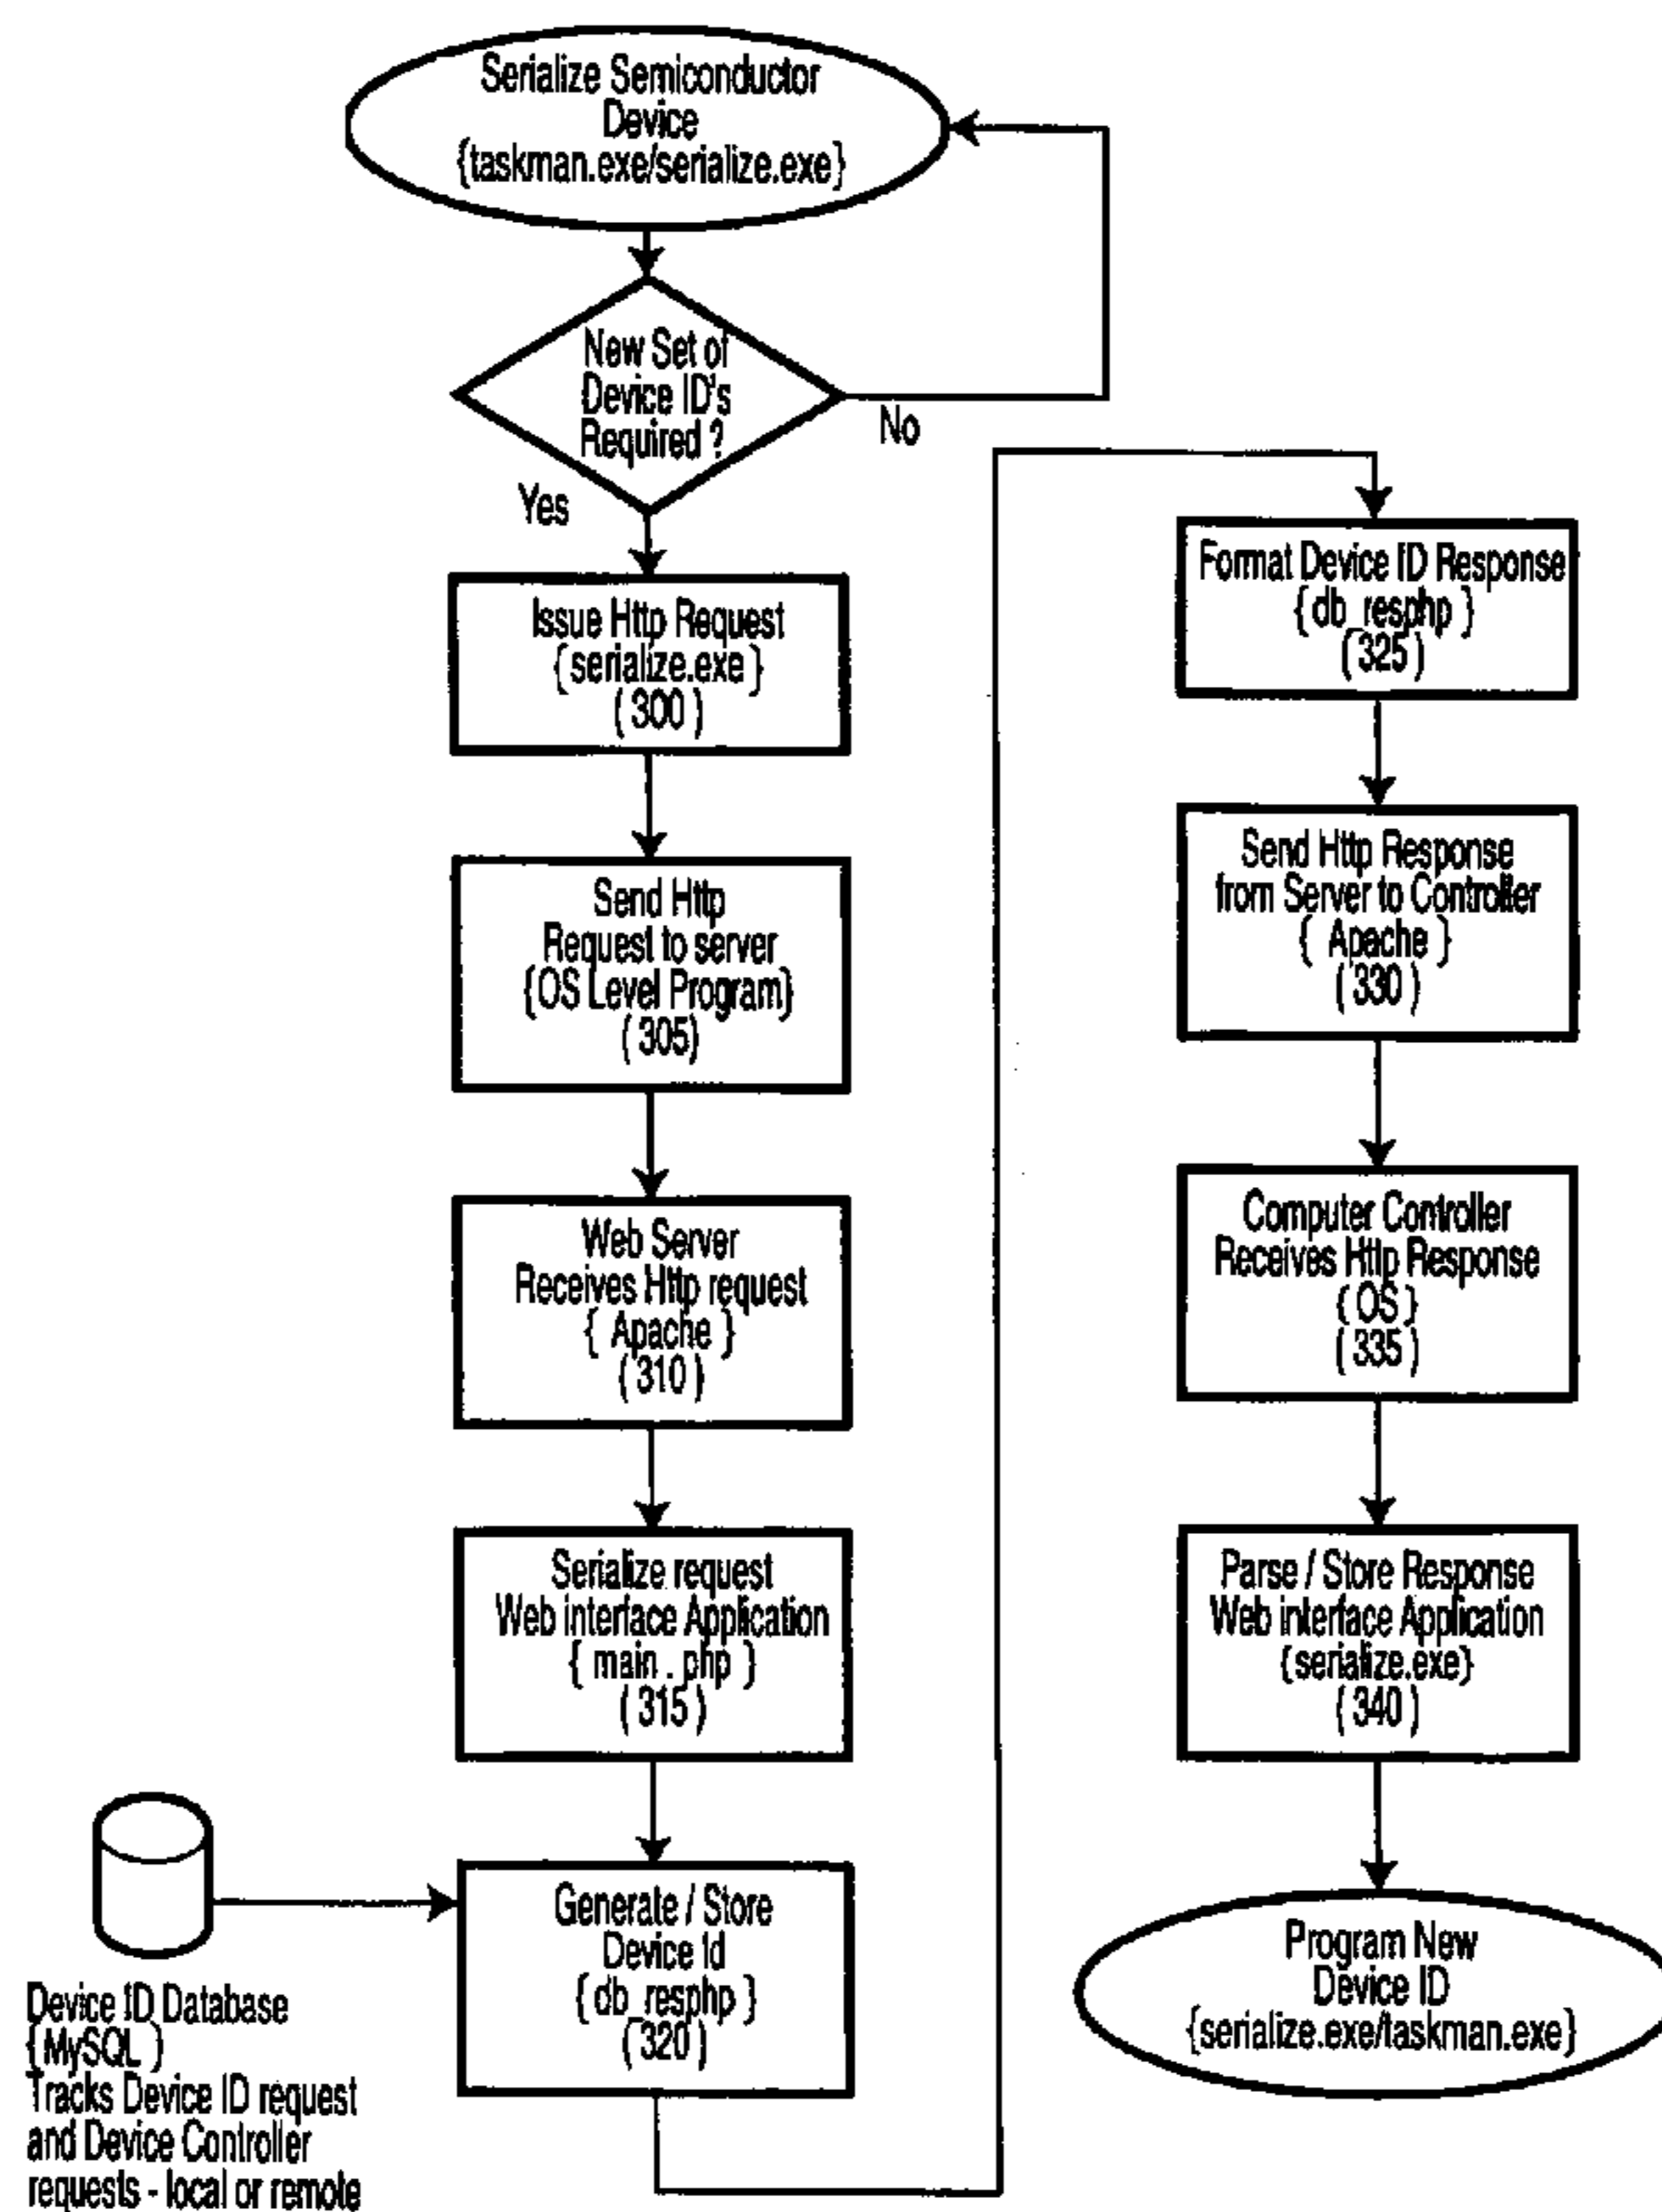 Serialize Semiconductor
Device
{taskman.exe/serialize.exe}
New Set of
Device ID's
Required ?
No
Yes
Issue Http Request
{serialize.exe}
(300)
Send Http
Request to server
{OS Level Program}
(305)
Web Server
Receives Http request
{ Apache }
(310)
Serialize request
Web interface Application
{ main . php }
(315)
Generate / Store
Device Id
{db_resphp }
(320)
Device ID Database
{MySQL )
Tracks Device ID request
and Device Controller
requests - local or remote
Format Device ID Response
{db_resphp }
(325)
Send Http Response
from Server to Controller
{ Apache }
(330)
Computer Controller
Receives Http Response
{OS}
(335)
Parse / Store Response
Web interface Application
{serialize.exe}
(340)
Program New
Device ID
{serialize.exe/taskman.exe}